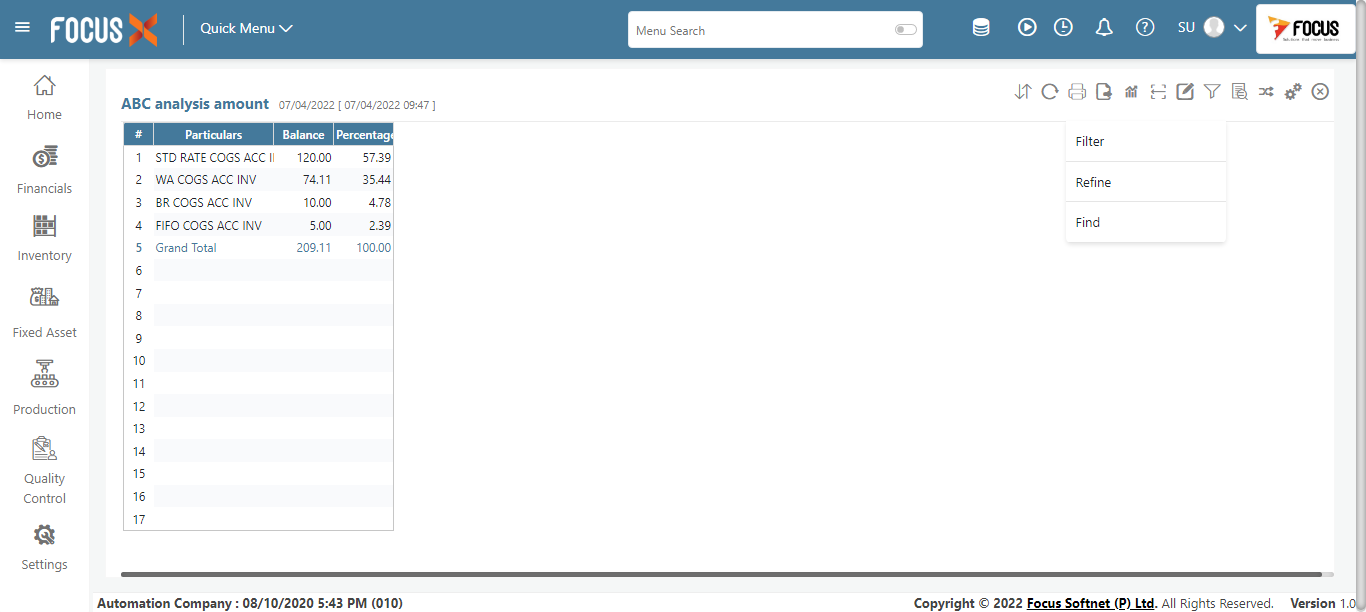 FOCUS X
Quick Menu
Menu Search
SU
FOCUS
Home
Financials
Inventory
Fixed Asset
Production
Quality
Control
Settings
ABC analysis amount 07/04/2022 [ 07/04/2022 09:47 ]
# Particulars Balance Percentage
1 STD RATE COGS ACC I 120.00 57.39
2 WA COGS ACC INV 74.11 35.44
3 BR COGS ACC INV 10.00 4.78
4 FIFO COGS ACC INV 5.00 2.39
5 Grand Total 209.11 100.00
6
7
8
9
10
11
12
13
14
15
16
17
Filter
Refine
Find
Automation Company : 08/10/2020 5:43 PM (010)
Copyright © 2022 Focus Softnet (P) Ltd. All Rights Reserved. Version 1.0